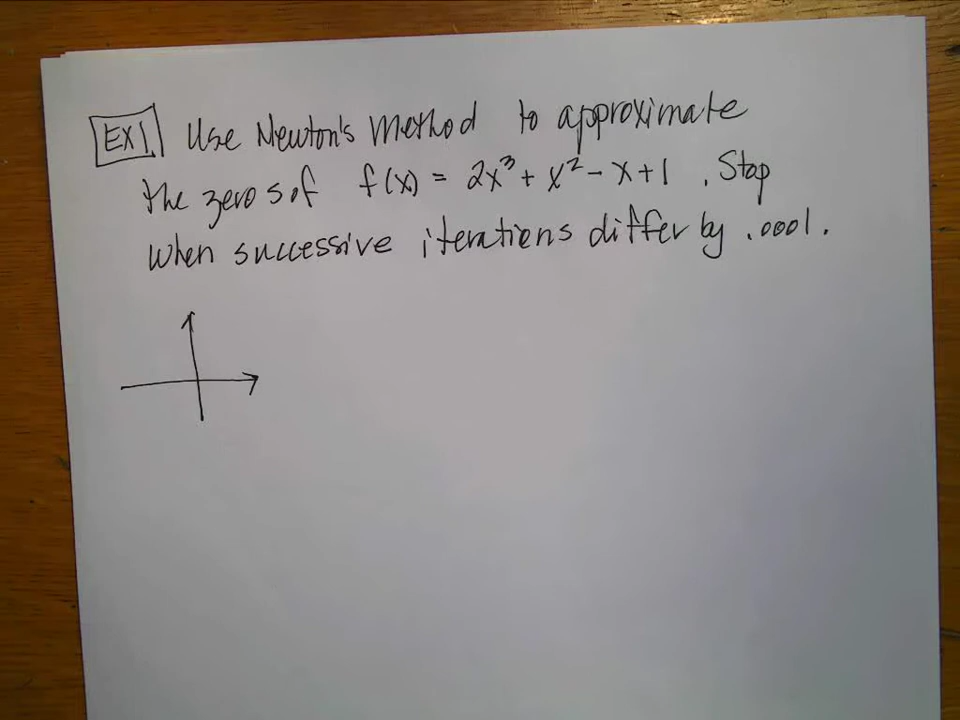 EX1. Use Newton's method to approximate
the zeros of f(x) = 2x³ + x² - x + 1 . Stop
when successive iterations differ by .0001.